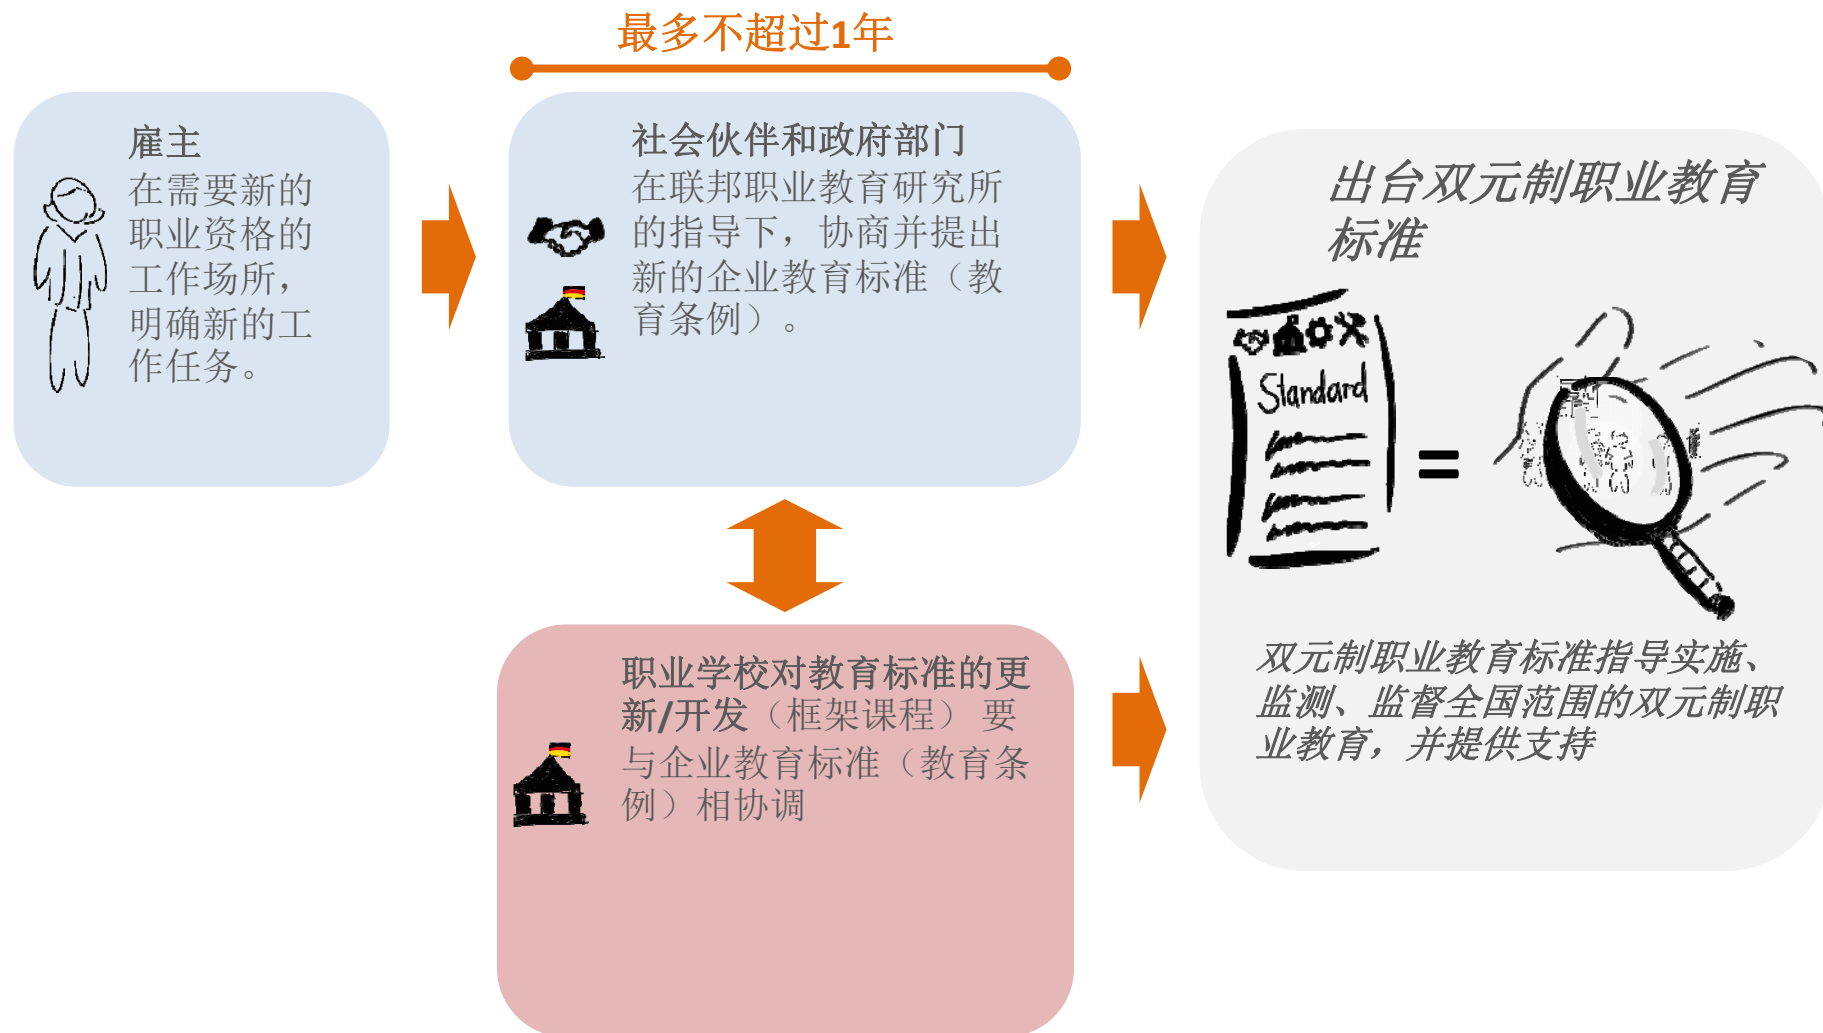 最多不超过1年
雇主
在需要新的
职业资格的
工作场所，
明确新的工
作任务。
社会伙伴和政府部门
在联邦职业教育研究所
的指导下，协商并提出
新的企业教育标准（教
育条例）。
职业学校对教育标准的更
新/开发（框架课程） 要
与企业教育标准（教育条
例）相协调
出台双元制职业教育
标准
Standard
=
双元制职业教育标准指导实施、
监测、监督全国范围的双元制职
业教育，并提供支持